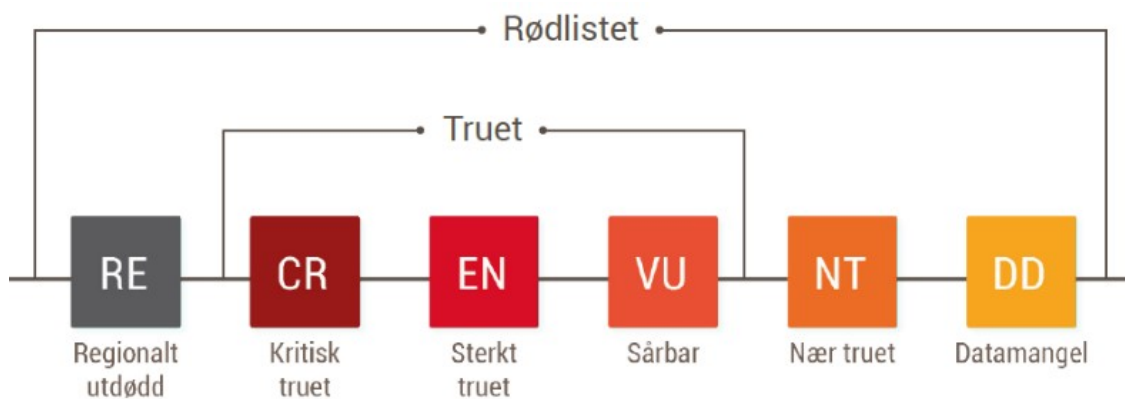 Rødlistet
Truet
RE
CR
EN
VU
NT
DD
Regionalt
utdødd
Kritisk
truet
Sterkt
truet
Sårbar
Nær truet
Datamangel